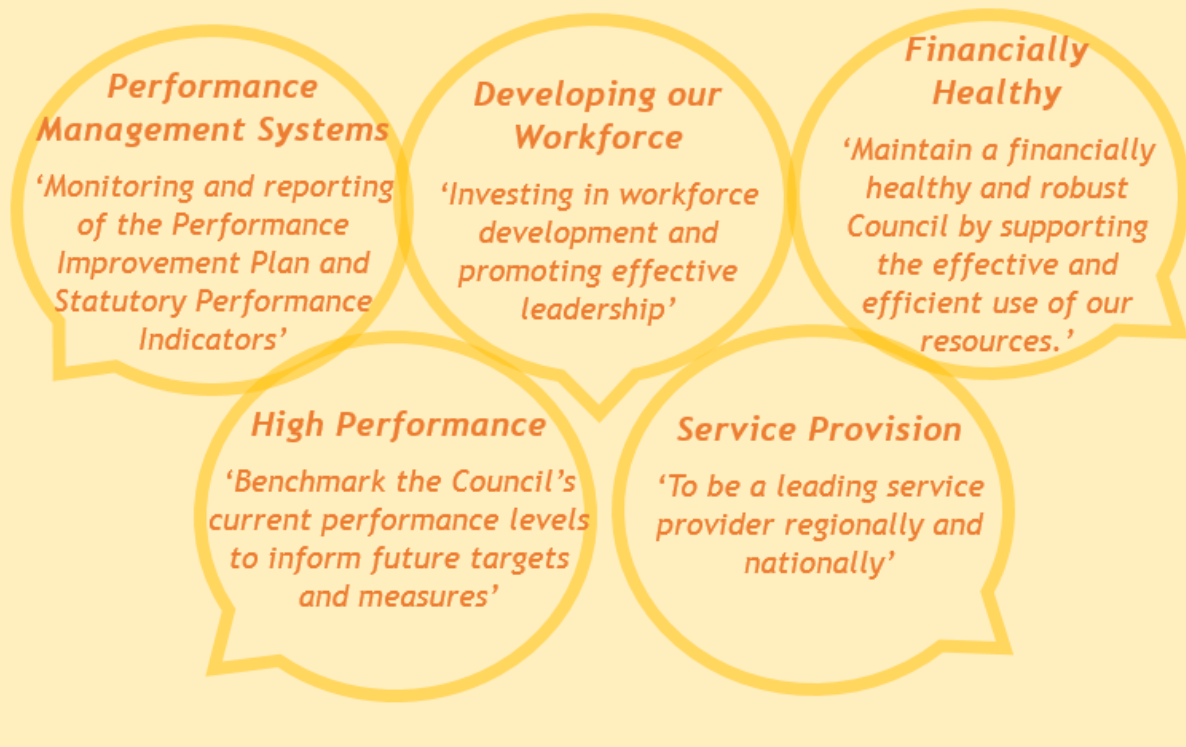 Performance
Management Systems
‘Monitoring and reporting
of the Performance
Improvement Plan and
Statutory Performance
Indicators’
Developing our
Workforce
‘Investing in workforce
development and
promoting effective
leadership’
Financially
Healthy
‘Maintain a financially
healthy and robust
Council by supporting
the effective and
efficient use of our
resources.’
High Performance
‘Benchmark the Council’s
current performance levels
to inform future targets
and measures’
Service Provision
‘To be a leading service
provider regionally and
nationally’